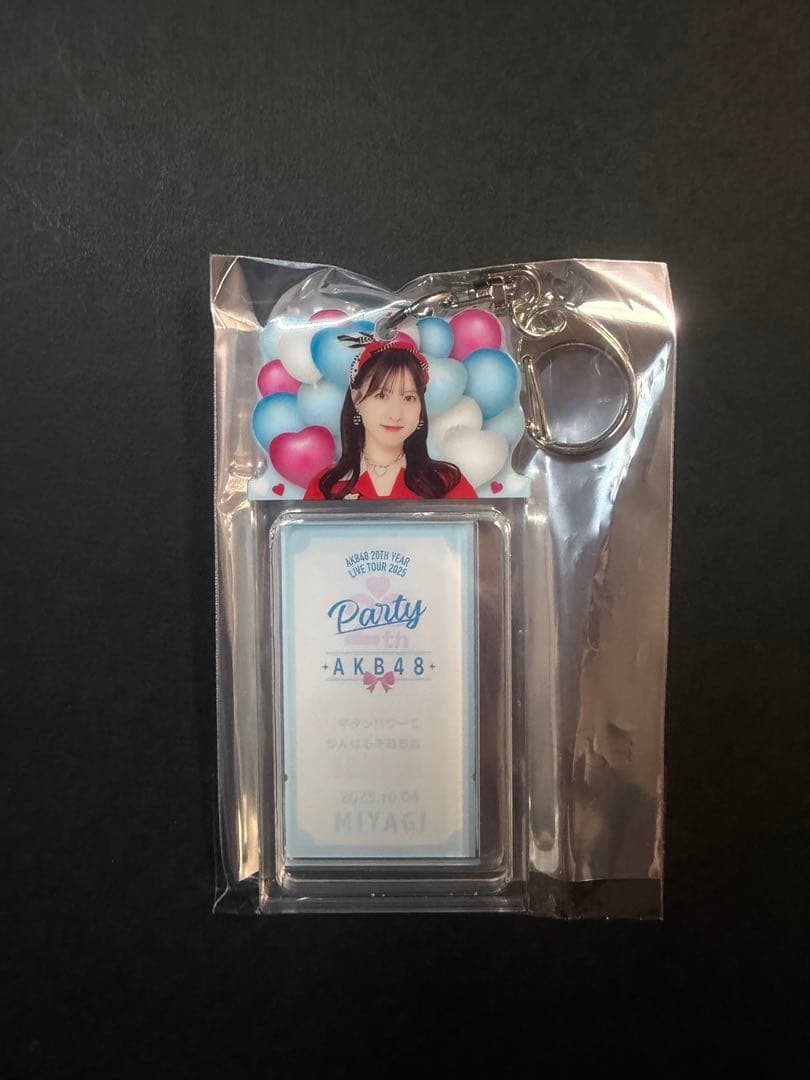 AKB48 20TH YEAR
LIVE TOUR 2025
Party
th
AKB48
2025.10.04
MIYAGI